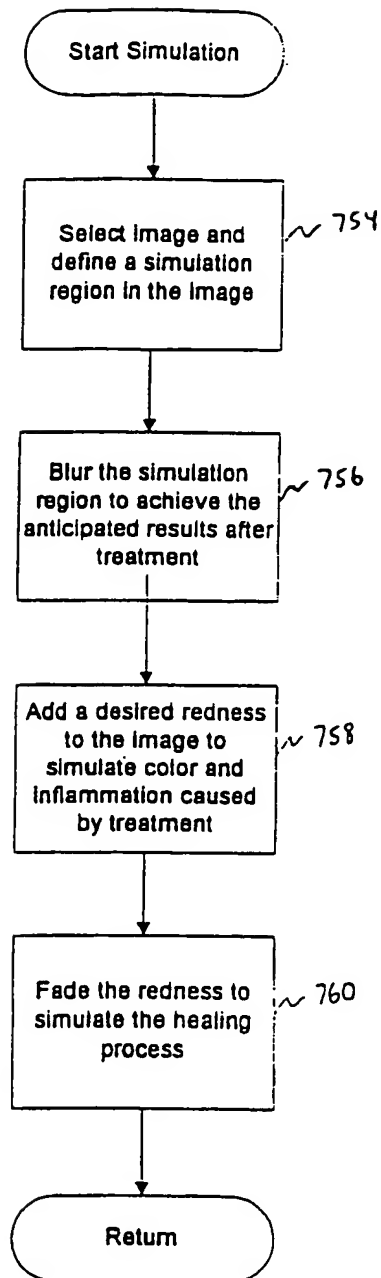 Start Simulation
Select Image and
define a simulation
region in the Image
754
Blur the simulation
region to achieve the
anticipated results after
treatment
756
Add a desired redness
to the image to
simulate color and
inflammation caused
by treatment
758
Fade the redness to
simulate the healing
process
760
Return